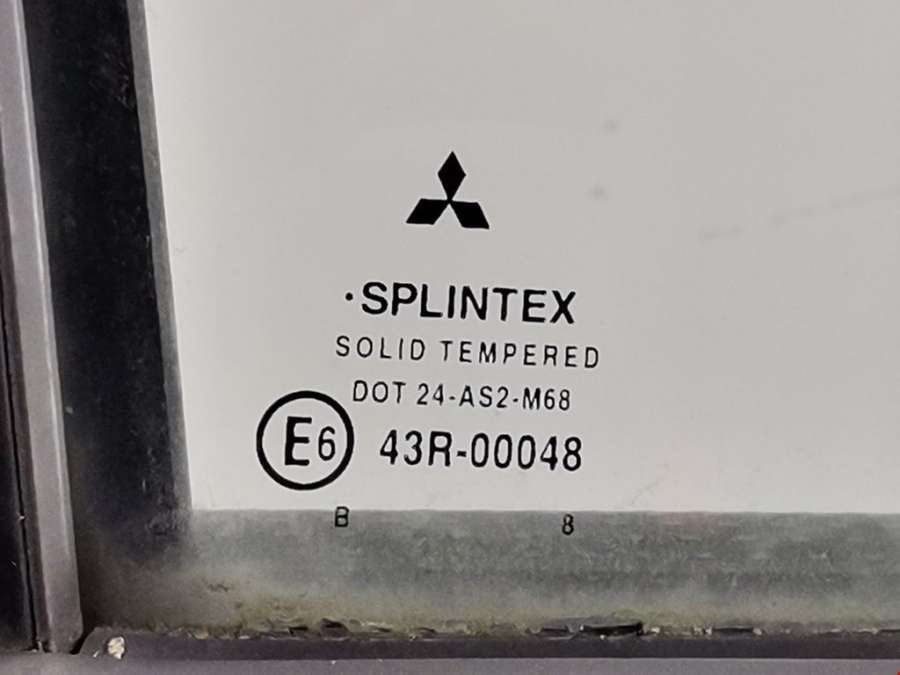 ·SPLINTEX
SOLID TEMPERED
DOT 24-AS2-M68
E6 43R-00048
B 8